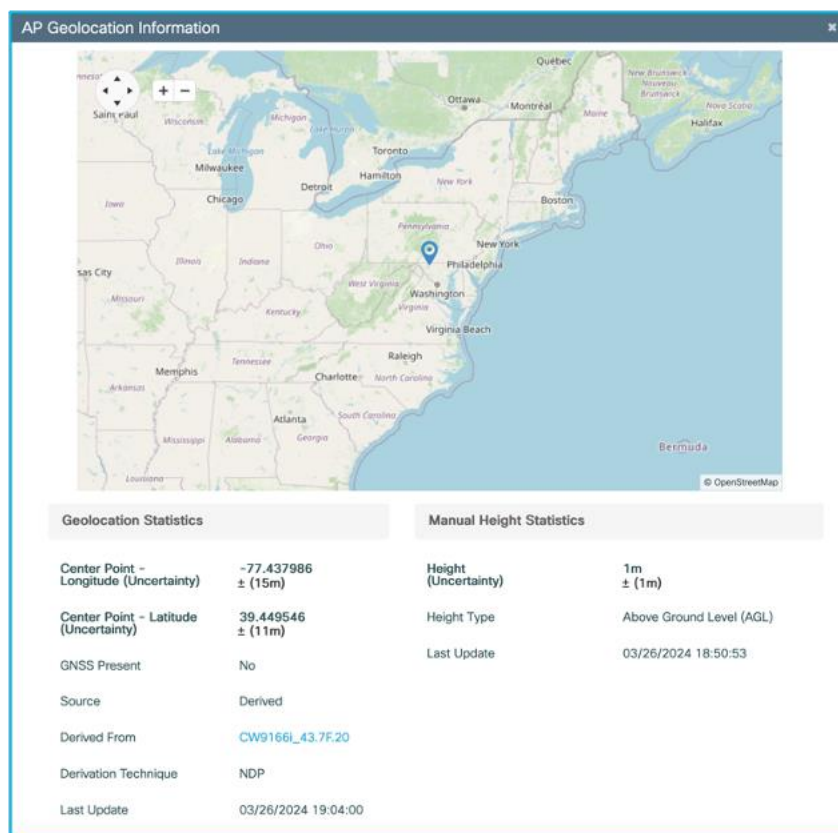 AP Geolocation Information
Québec
New Brunswick
Nouveau
Brunswick
Ottawa
Montréal
Nova Scotia
Saint Paul
Wisconsin
Michigan
Lake Huron
Maine
Halifax
Toronto
Lake Michigan
Milwaukee
Hamilton
New York
Detroit
Chicago
Boston
Iowa
Pennsylvania
New York
Ohio
Philadelphia
Illinois
Indiana
sas City
West Virginia
Washington
Missouri
Virginia
Kentucky
Virginia Beach
Raleigh
Tennessee
Memphis
Charlotte
North Carolina
Arkansas
South Carolina
Atlanta
Mississippi
Alabama
Georgia
Bermuda
Louisiana
© OpenStreetMap
Geolocation Statistics
Manual Height Statistics
Center Point -
Longitude (Uncertainty)
-77.437986
± (15m)
Height
(Uncertainty)
1m
± (1m)
Center Point - Latitude
(Uncertainty)
39.449546
± (11m)
Height Type
Above Ground Level (AGL)
GNSS Present
No
Last Update
03/26/2024 18:50:53
Source
Derived
Derived From
CW9166i_43.7F.20
Derivation Technique
NDP
Last Update
03/26/2024 19:04:00